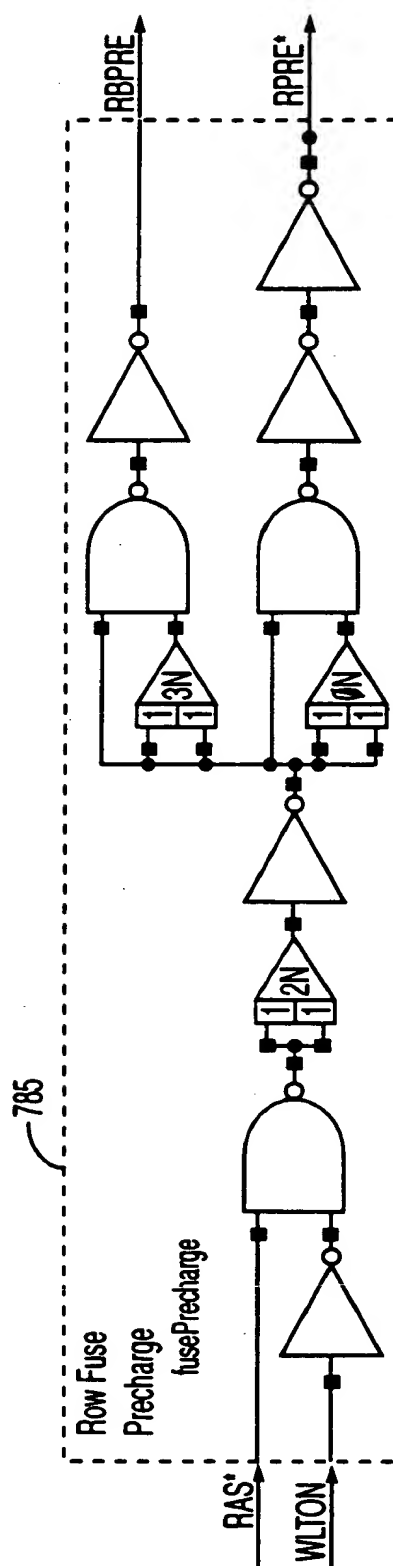 785
Row Fuse
Precharge
fusePrecharge
RAS*
WLTON
1
1
2N
1
1
3N
1
1
ØN
RBPRE
RPRE*